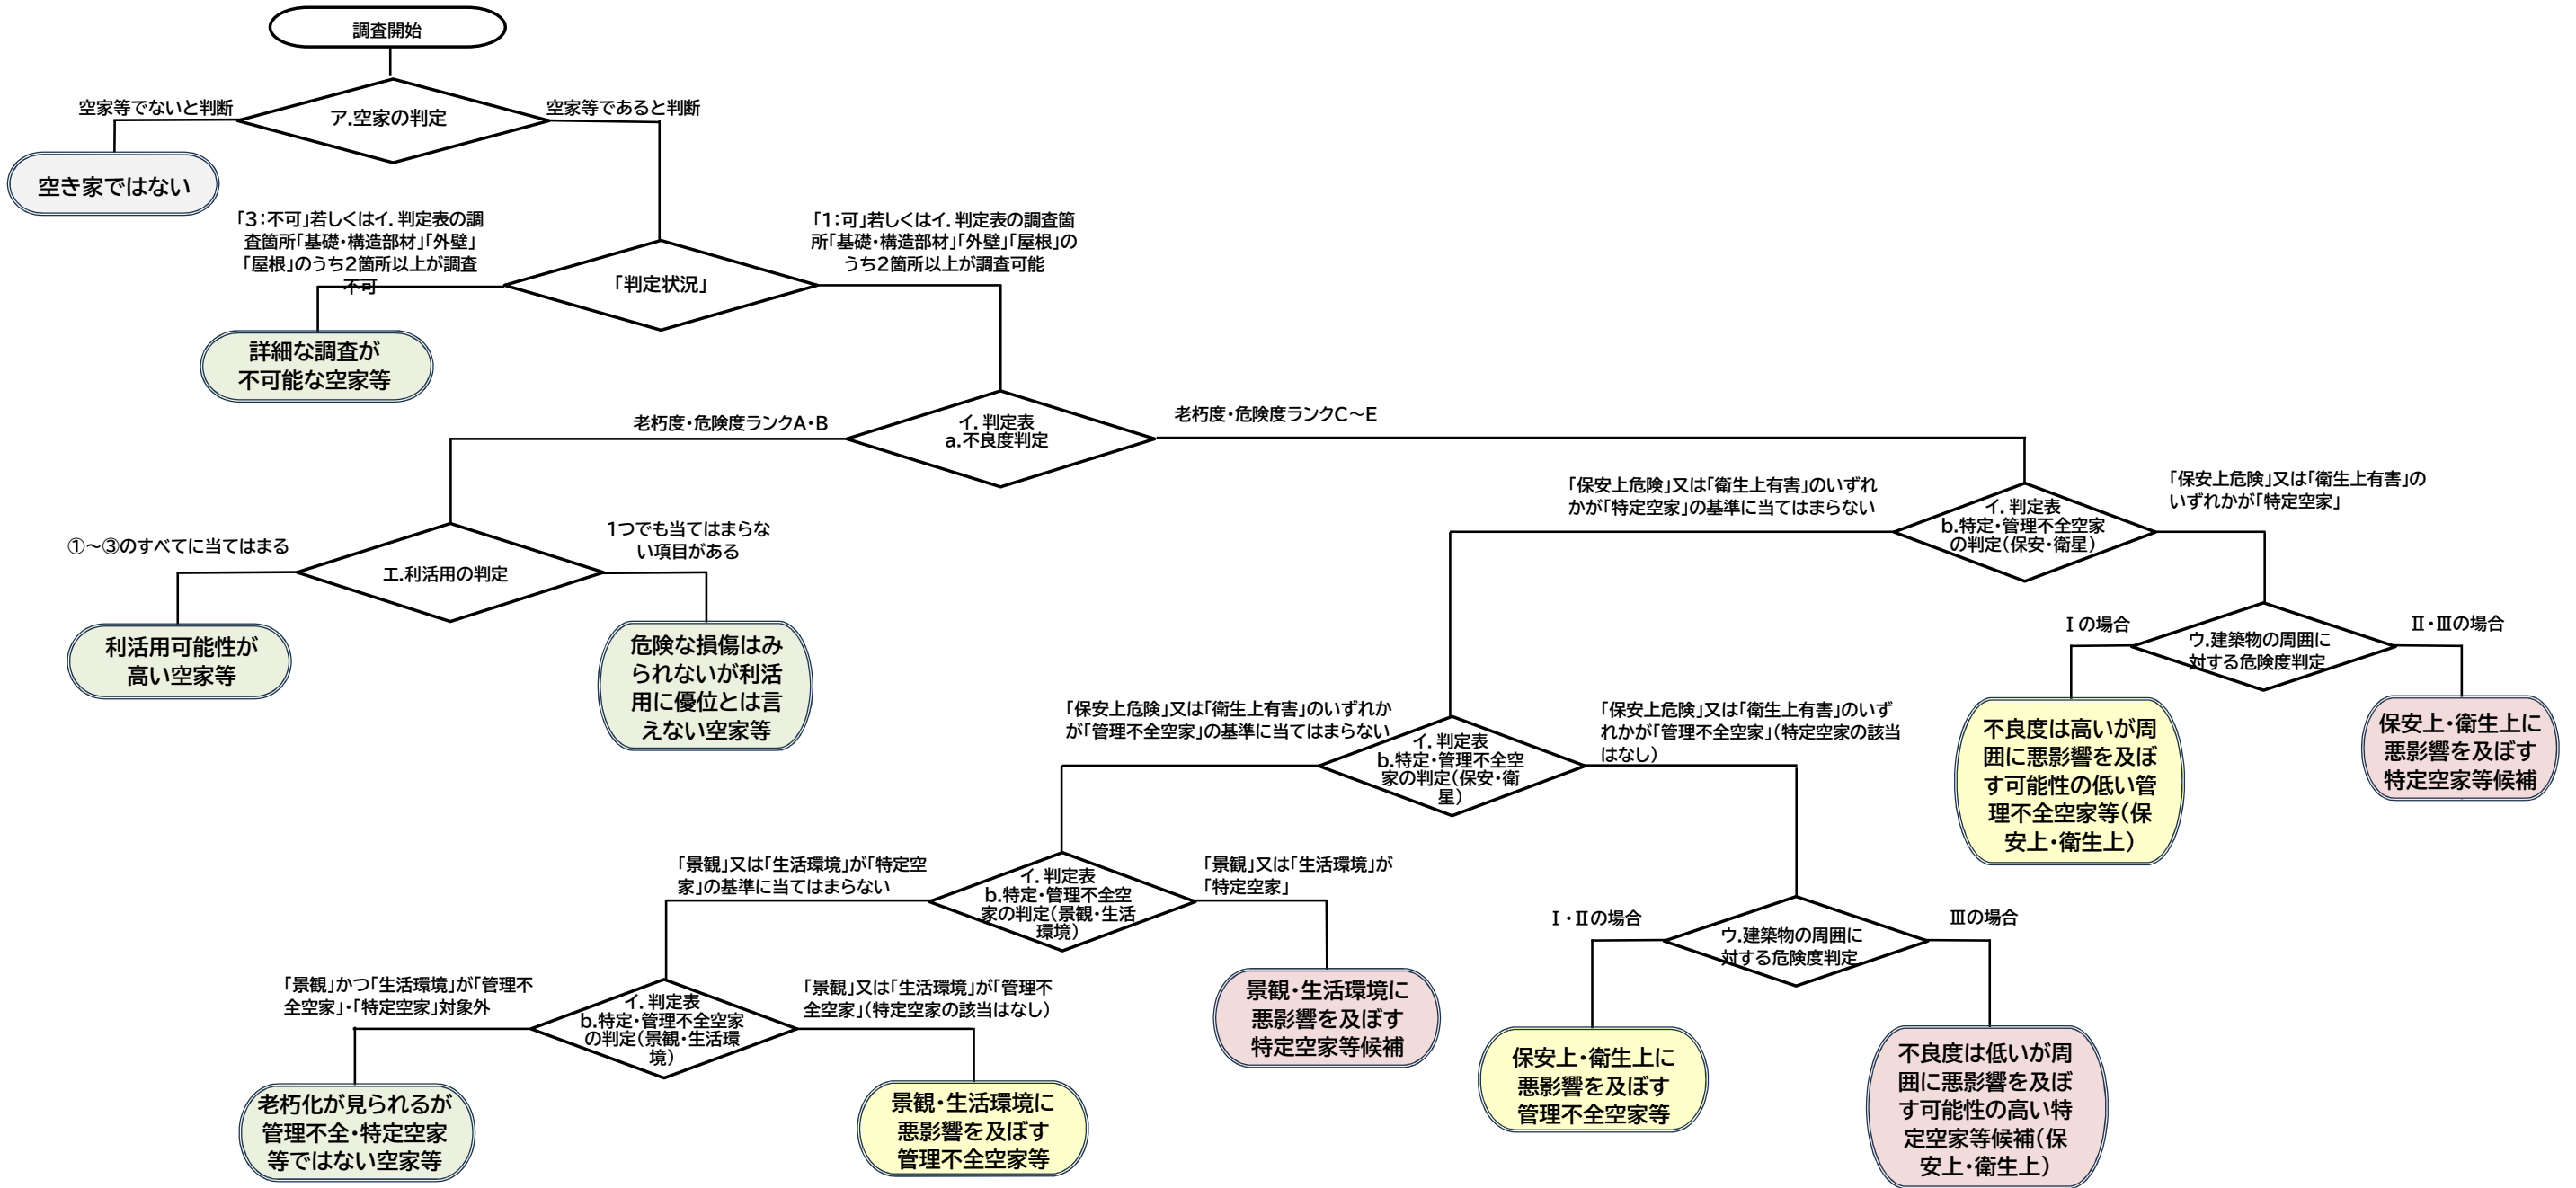 調査開始
空家等でないと判断
ア.空家の判定
空家等であると判断
空き家ではない
「３：不可」若しくはイ．判定表の調
査箇所「基礎・構造部材」「外壁」
「屋根」のうち２箇所以上が調査
不可
「判定状況」
「１：可」若しくはイ．判定表の調査箇
所「基礎・構造部材」「外壁」「屋根」の
うち２箇所以上が調査可能
詳細な調査が
不可能な空家等
老朽度・危険度ランクA・B
イ．判定表
a.不良度判定
老朽度・危険度ランクC～E
①～③のすべてに当てはまる
エ.利活用の判定
１つでも当てはまらな
い項目がある
利活用可能性が
高い空家等
危険な損傷はみ
られないが利活
用に優位とは言
えない空家等
「保安上危険」又は「衛生上有害」のいずれ
かが「特定空家」の基準に当てはまらない
イ．判定表
b.特定・管理不全空家
の判定（保安・衛星）
「保安上危険」又は「衛生上有害」の
いずれかが「特定空家」
Ⅰの場合
ウ.建築物の周囲に
対する危険度判定
Ⅱ・Ⅲの場合
不良度は高いが周
囲に悪影響を及ぼ
す可能性の低い管
理不全空家等（保
安上・衛生上）
保安上・衛生上に
悪影響を及ぼす
特定空家等候補
「保安上危険」又は「衛生上有害」のいずれか
が「管理不全空家」の基準に当てはまらない
イ．判定表
b.特定・管理不全空
家の判定（保安・衛
星）
「保安上危険」又は「衛生上有害」のいず
れかが「管理不全空家」（特定空家の該当
はなし）
「景観」又は「生活環境」が「特定空
家」の基準に当てはまらない
イ．判定表
b.特定・管理不全空
家の判定（景観・生活
環境）
「景観」又は「生活環境」が
「特定空家」
Ⅰ・Ⅱの場合
ウ.建築物の周囲に
対する危険度判定
Ⅲの場合
「景観」かつ「生活環境」が「管理不
全空家」・「特定空家」対象外
イ．判定表
b.特定・管理不全空家
の判定（景観・生活環
境）
「景観」又は「生活環境」が「管理不
全空家」（特定空家の該当はなし）
景観・生活環境に
悪影響を及ぼす
特定空家等候補
保安上・衛生上に
悪影響を及ぼす
管理不全空家等
不良度は低いが周
囲に悪影響を及ぼ
す可能性の高い特
定空家等候補（保
安上・衛生上）
老朽化が見られるが
管理不全・特定空家
等ではない空家等
景観・生活環境に
悪影響を及ぼす
管理不全空家等